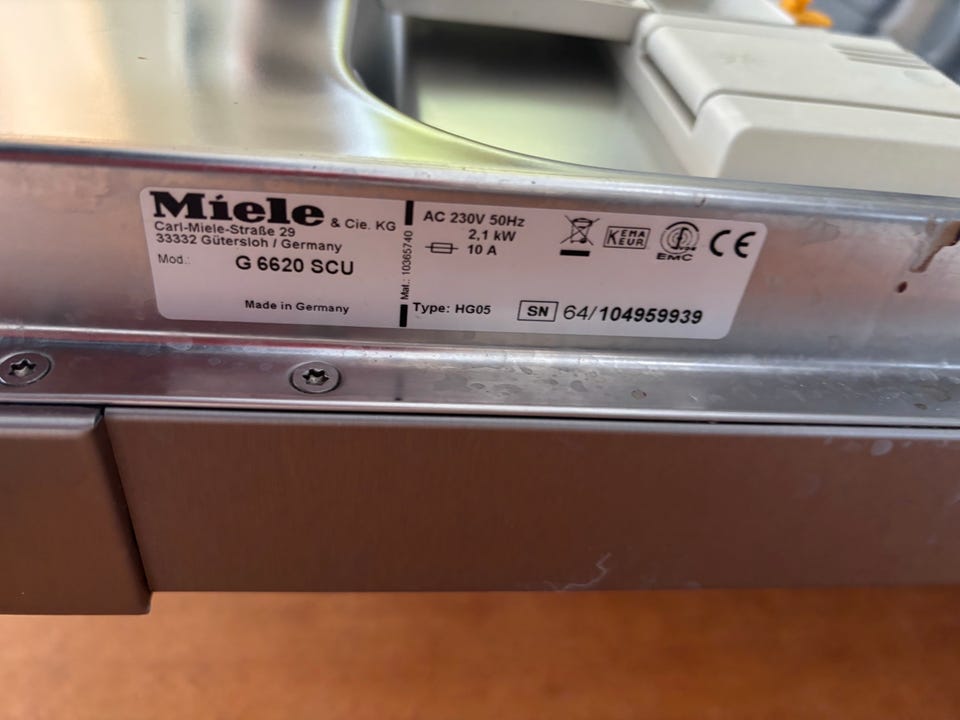 Miele & Cie. KG
Carl-Miele-Straße 29
33332 Gütersloh / Germany
Mod.: G 6620 SCU
Made in Germany
Mat.: 10365740
AC 230V 50Hz
2,1 kW
10 A
Type: HG05
KEMA
KEUR
EMC
CE
SN 64/104959939